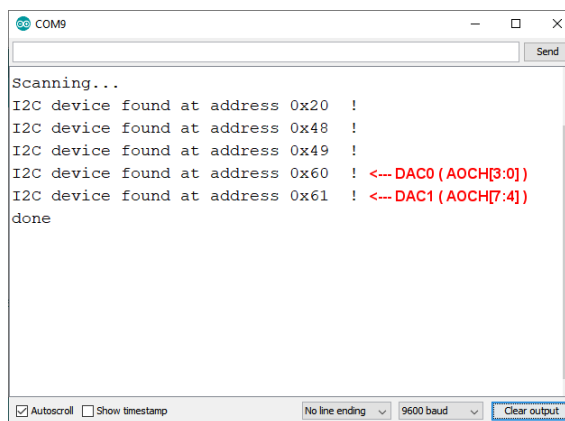 COM9
Send
Scanning...
I2C device found at address 0x20  !
I2C device found at address 0x48  !
I2C device found at address 0x49  !
I2C device found at address 0x60  ! <--- DAC0 ( AOCH[3:0] )
I2C device found at address 0x61  ! <--- DAC1 ( AOCH[7:4] )
done
Autoscroll Show timestamp No line ending 9600 baud Clear output